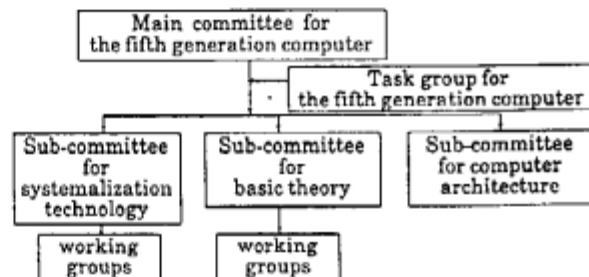 Main committee for
the fifth generation computer
Task group for
the fifth generation computer
Sub-committee
for
systemalization
technology
Sub-committee
for
basic theory
Sub-committee
for computer
architecture
working
groups
working
groups